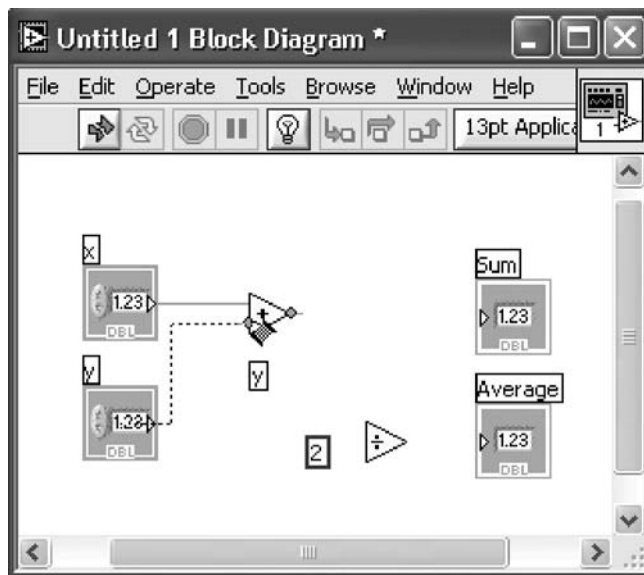 Untitled 1 Block Diagram *
File Edit Operate Tools Browse Window Help
13pt Applica
1
x
1.23
DBL
Sum
1.23
DBL
y
1.23
DBL
y
Average
1.23
DBL
2